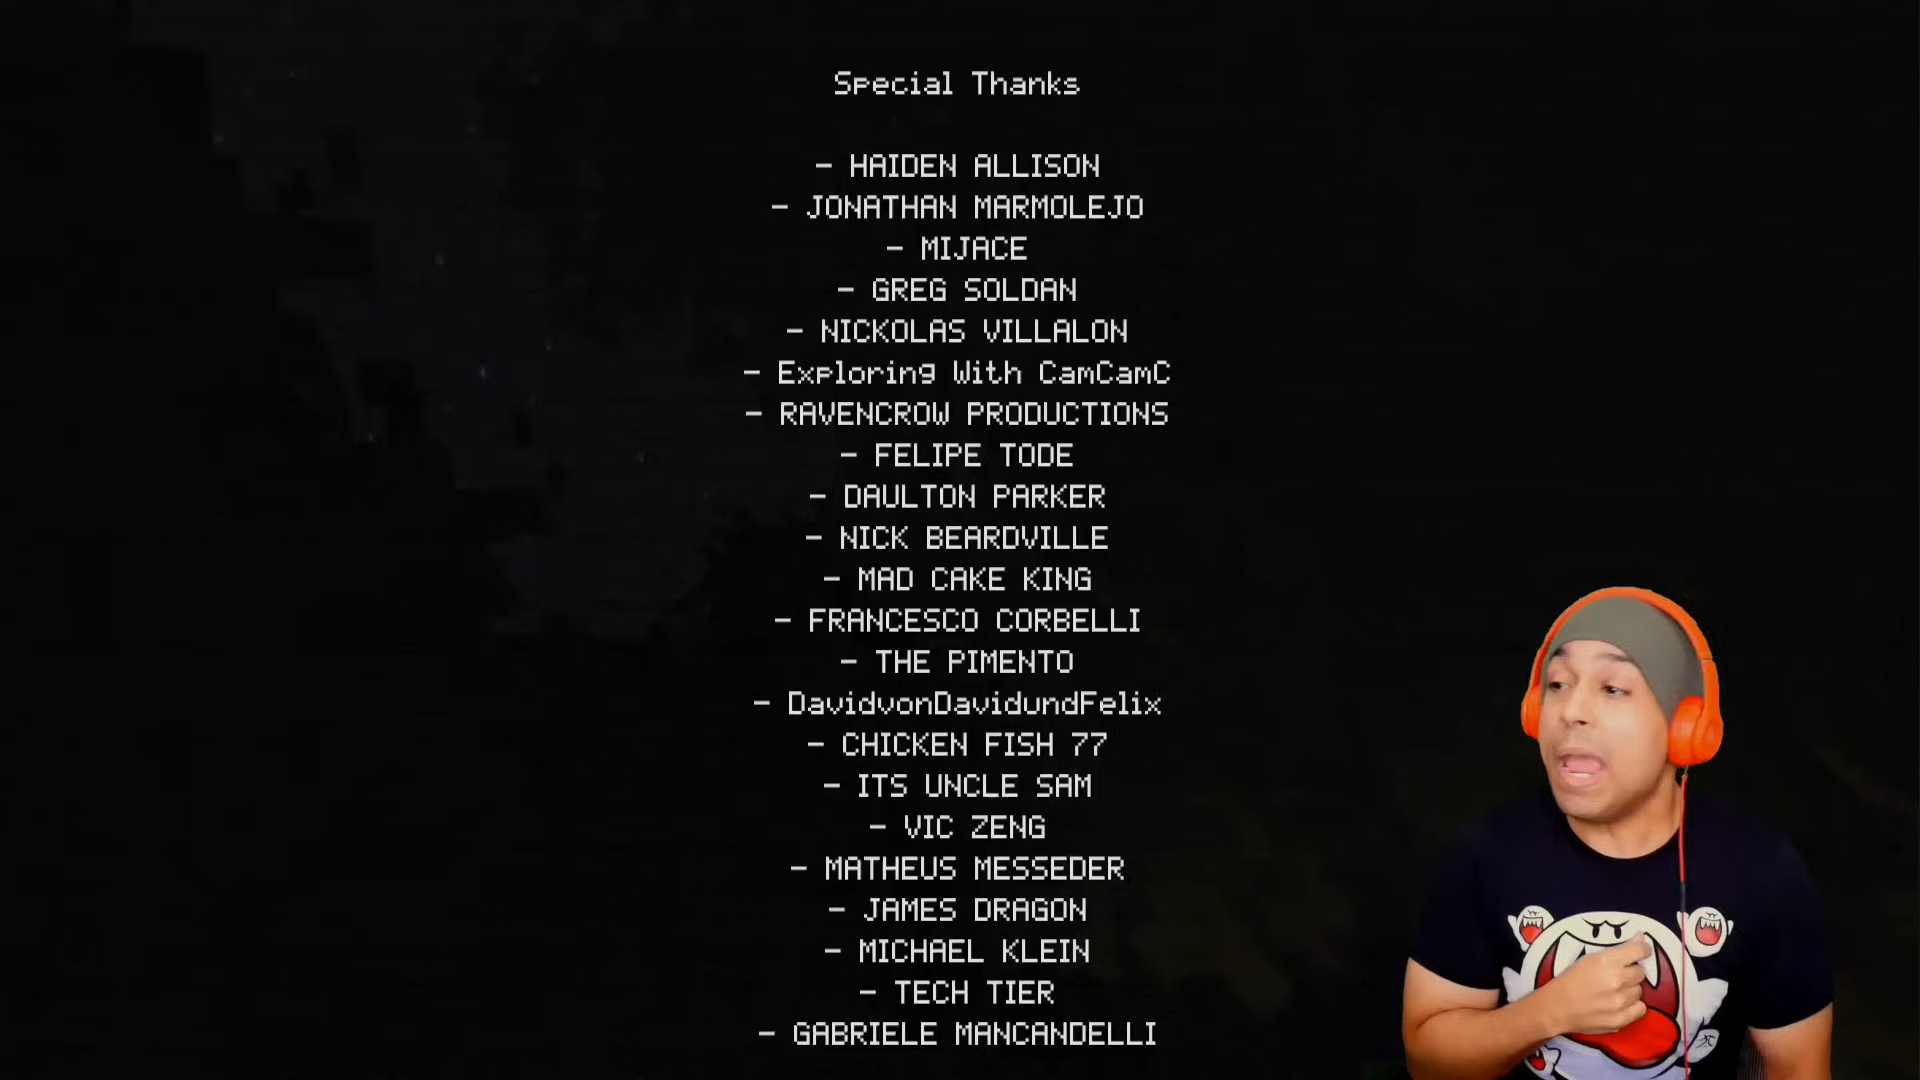 Special Thanks
- HAIDEN ALLISON
- JONATHAN MARMOLEJO
- MIJACE
- GREG SOLDAN
- NICKOLAS VILLALON
- Exploring With CamCamC
- RAVENCROW PRODUCTIONS
- FELIPE TODE
- DAULTON PARKER
- NICK BEARDVILLE
- MAD CAKE KING
- FRANCESCO CORBELLI
- THE PIMENTO
- DavidvonDavidundFelix
- CHICKEN FISH 77
- ITS UNCLE SAM
- VIC ZENG
- MATHEUS MESSEDER
- JAMES DRAGON
- MICHAEL KLEIN
- TECH TIER
- GABRIELE MANCANDELLI